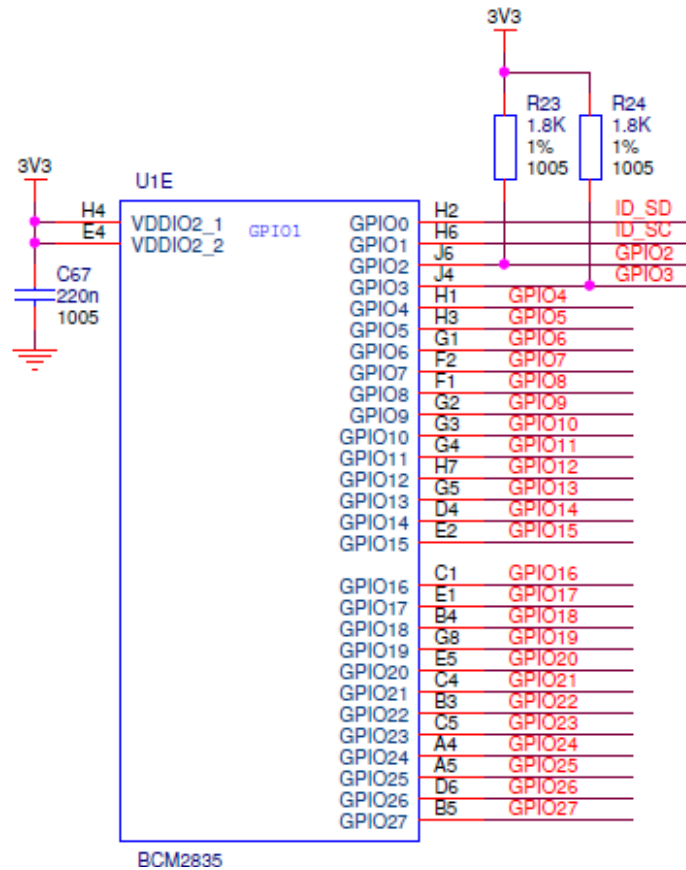 3V3
R23
1.8K
1%
1005
R24
1.8K
1%
1005
3V3
U1E
H4 VDDIO2_1
E4 VDDIO2_2
GPIO1
C67
220n
1005
GPIO0 H2 ID_SD
GPIO1 H6 ID_SC
GPIO2 J6 GPIO2
GPIO3 J4 GPIO3
GPIO4 H1 GPIO4
GPIO5 H3 GPIO5
GPIO6 G1 GPIO6
GPIO7 F2 GPIO7
GPIO8 F1 GPIO8
GPIO9 G2 GPIO9
GPIO10 G3 GPIO10
GPIO11 G4 GPIO11
GPIO12 H7 GPIO12
GPIO13 G5 GPIO13
GPIO14 D4 GPIO14
GPIO15 E2 GPIO15
GPIO16 C1 GPIO16
GPIO17 E1 GPIO17
GPIO18 B4 GPIO18
GPIO19 G8 GPIO19
GPIO20 E5 GPIO20
GPIO21 C4 GPIO21
GPIO22 B3 GPIO22
GPIO23 C5 GPIO23
GPIO24 A4 GPIO24
GPIO25 A5 GPIO25
GPIO26 D6 GPIO26
GPIO27 B5 GPIO27
BCM2835